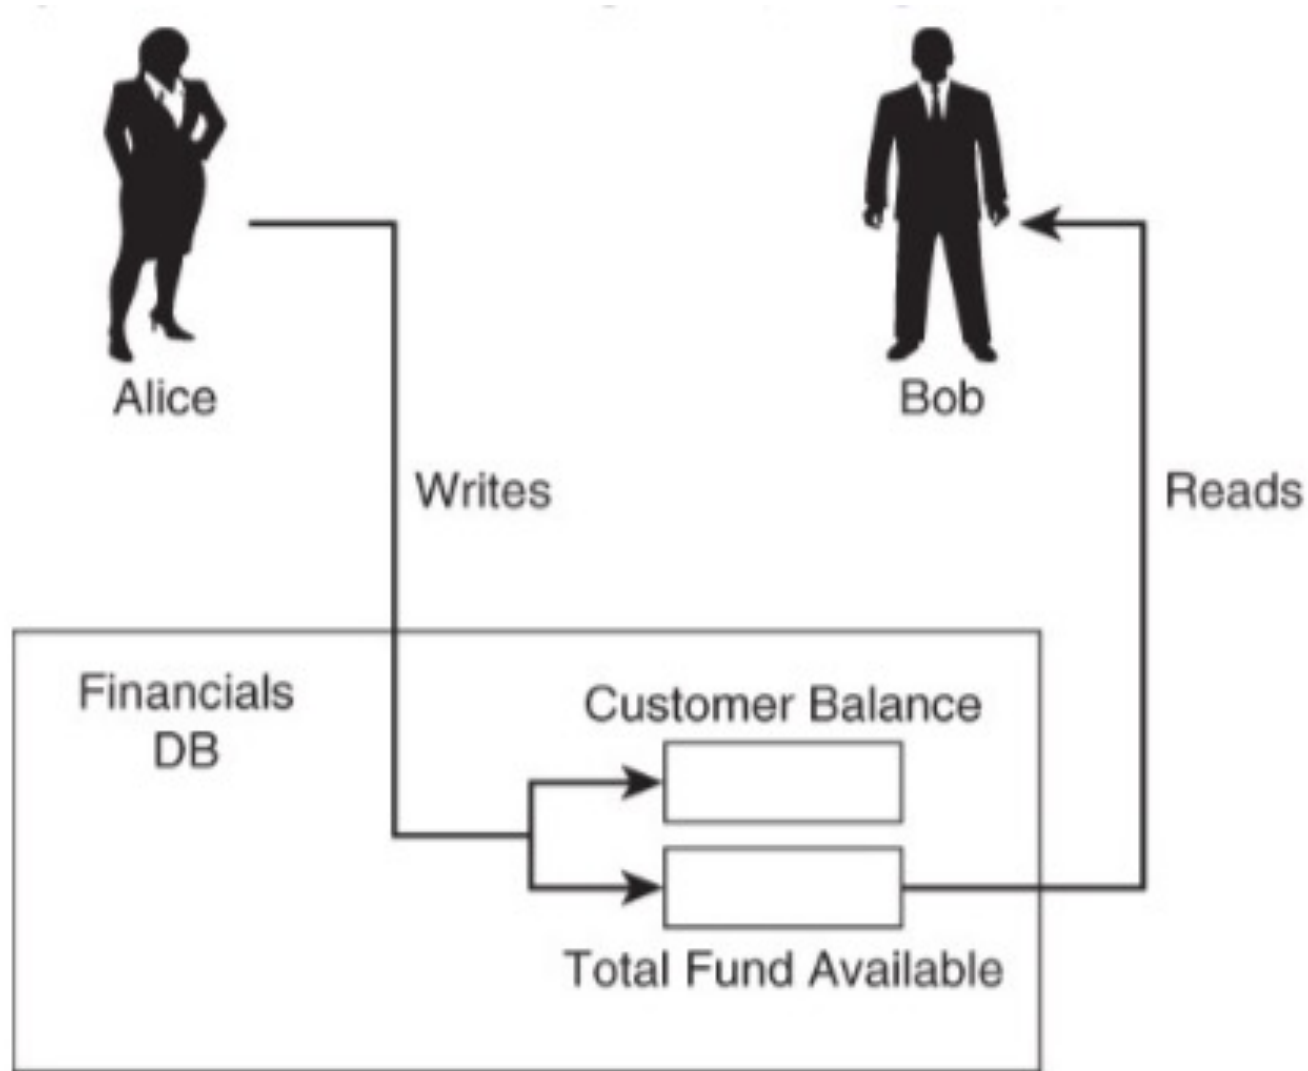 Alice
Bob
Writes
Reads
Financials
DB
Customer Balance
Total Fund Available